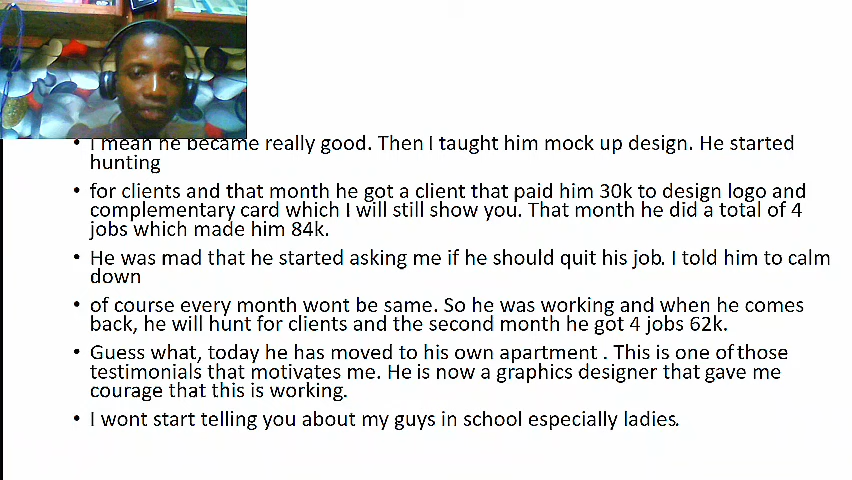 I mean he became really good. Then I taught him mock up design. He started
hunting
for clients and that month he got a client that paid him 30k to design logo and
complementary card which I will still show you. That month he did a total of 4
jobs which made him 84k.
He was mad that he started asking me if he should quit his job. I told him to calm
down
of course every month wont be same. So he was working and when he comes
back, he will hunt for clients and the second month he got 4 jobs 62k.
Guess what, today he has moved to his own apartment . This is one of those
testimonials that motivates me. He is now a graphics designer that gave me
courage that this is working.
I wont start telling you about my guys in school especially ladies.